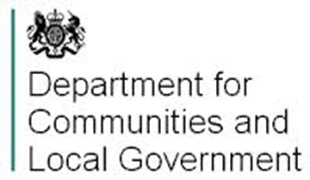 Department for
Communities and
Local Government